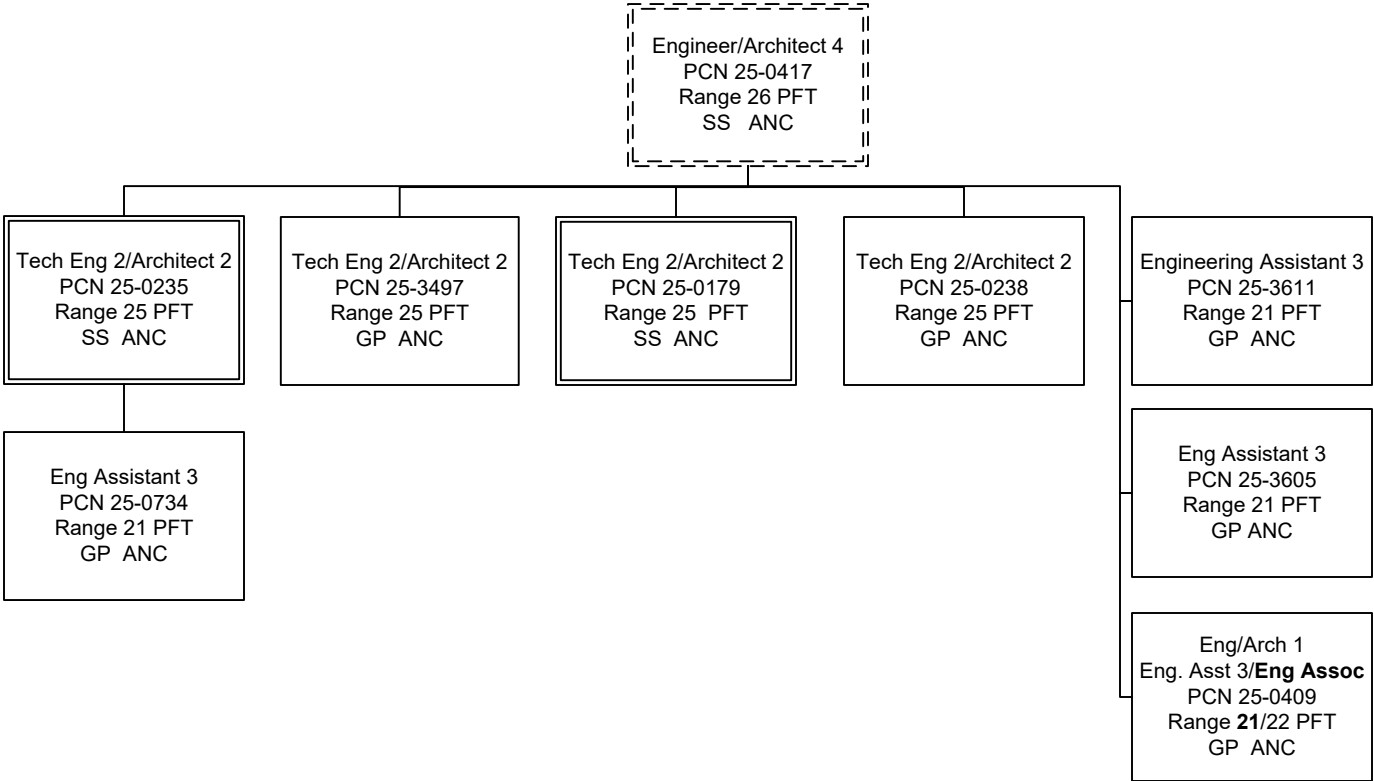 Engineer/Architect 4
PCN 25-0417
Range 26 PFT
SS   ANC
Tech Eng 2/Architect 2
PCN 25-0235
Range 25 PFT
SS  ANC
Tech Eng 2/Architect 2
PCN 25-3497
Range 25 PFT
GP  ANC
Tech Eng 2/Architect 2
PCN 25-0179
Range 25  PFT
SS  ANC
Tech Eng 2/Architect 2
PCN 25-0238
Range 25 PFT
GP  ANC
Engineering Assistant 3
PCN 25-3611
Range 21 PFT
GP  ANC
Eng Assistant 3
PCN 25-0734
Range 21 PFT
GP  ANC
Eng Assistant 3
PCN 25-3605
Range 21 PFT
GP ANC
Eng/Arch 1
Eng. Asst 3/Eng Assoc
PCN 25-0409
Range 21/22 PFT
GP  ANC